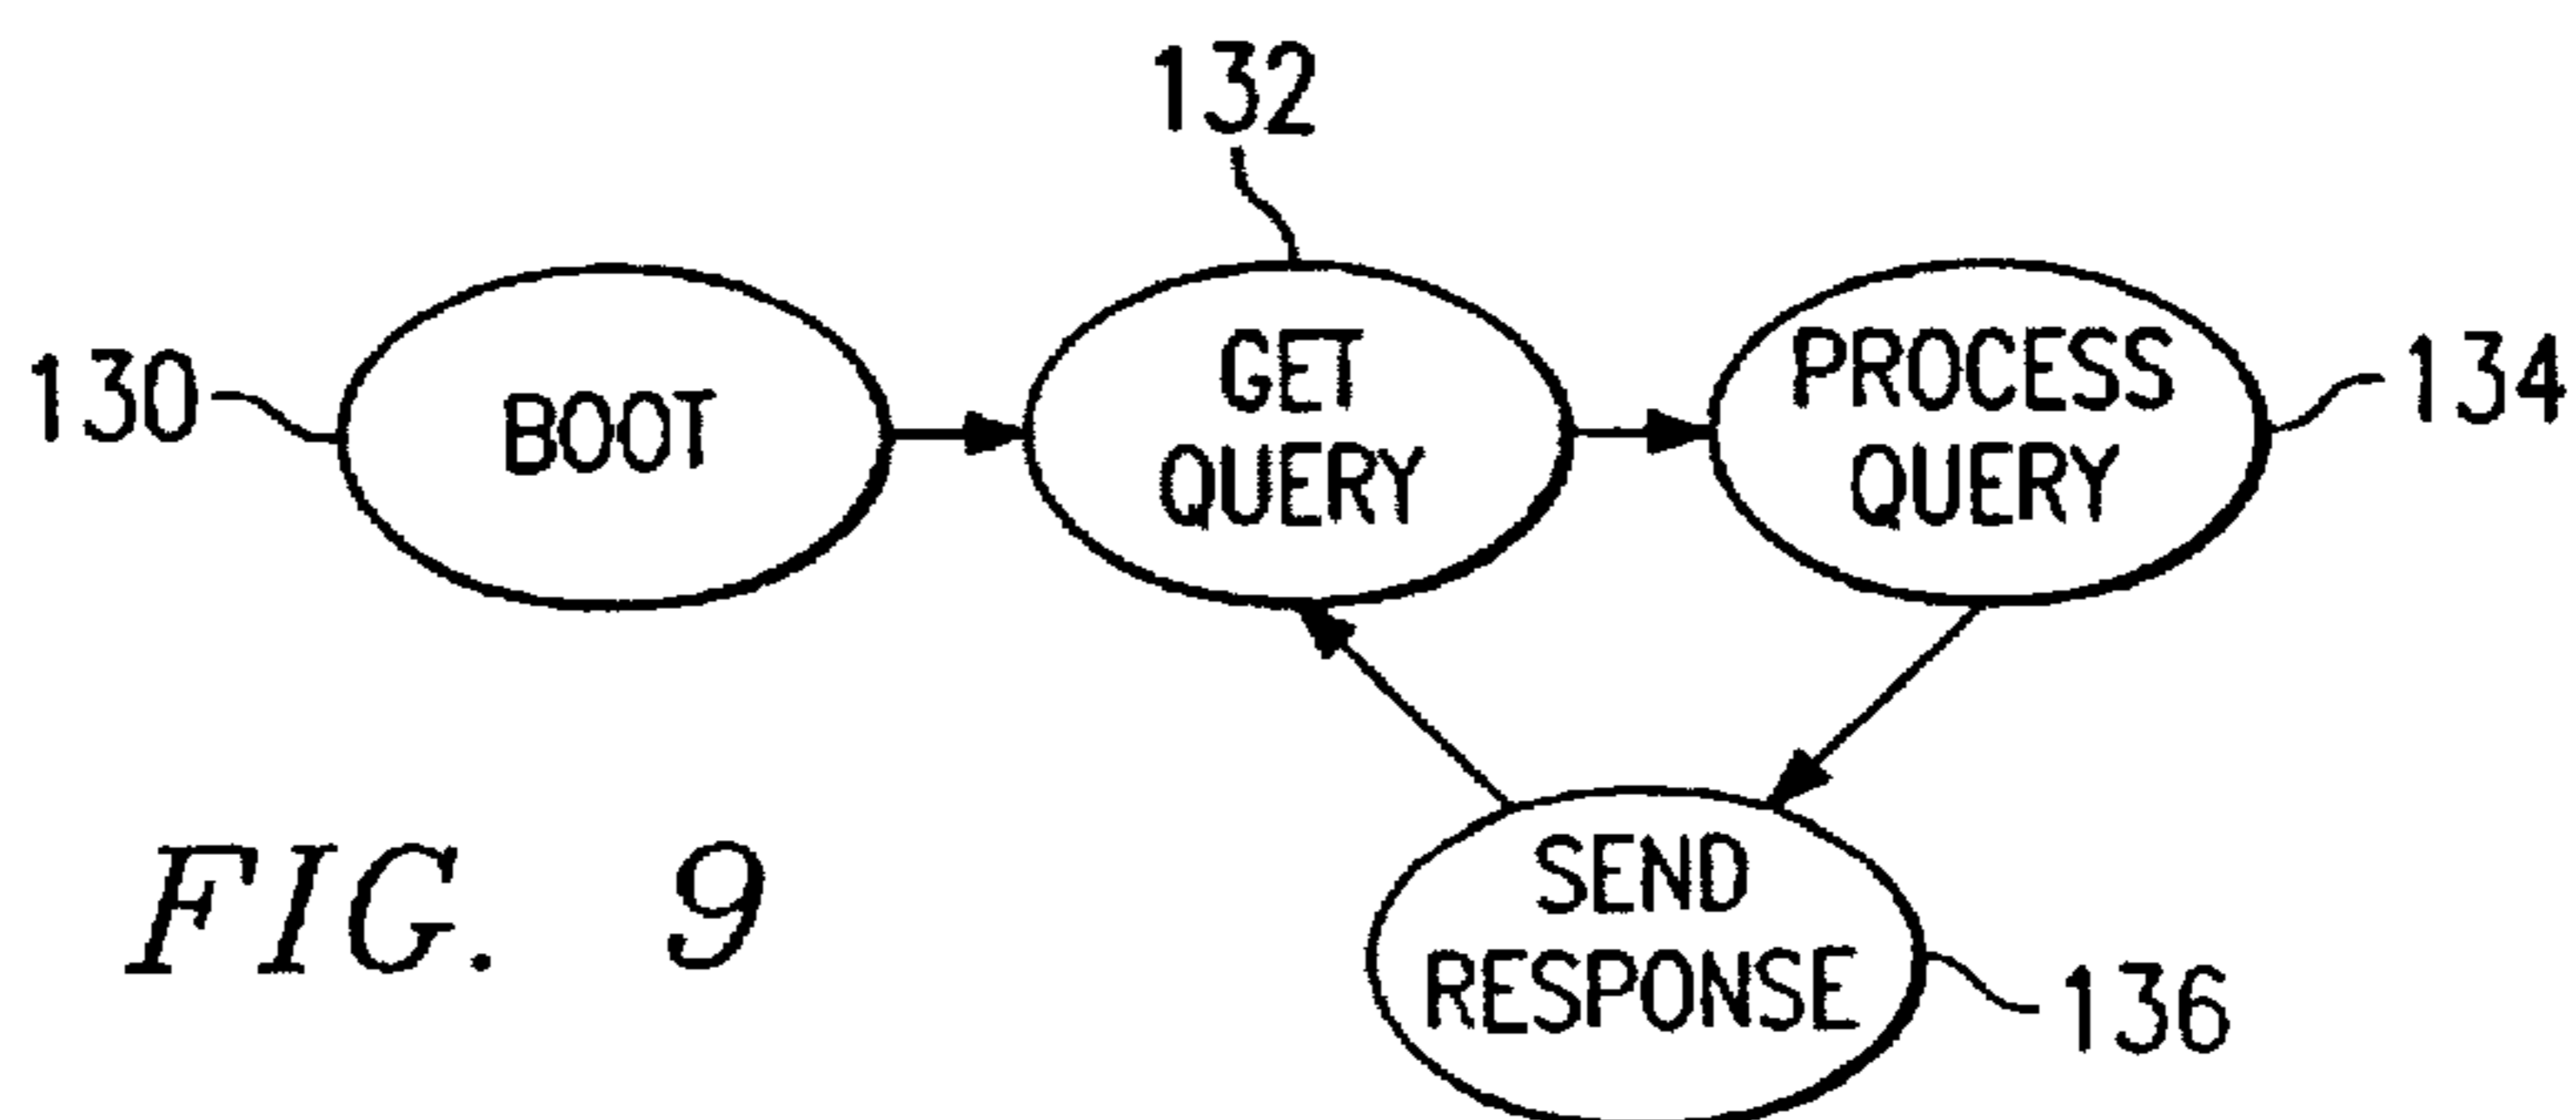 132
130
BOOT
GET
QUERY
PROCESS
QUERY
134
SEND
RESPONSE
136
FIG. 9